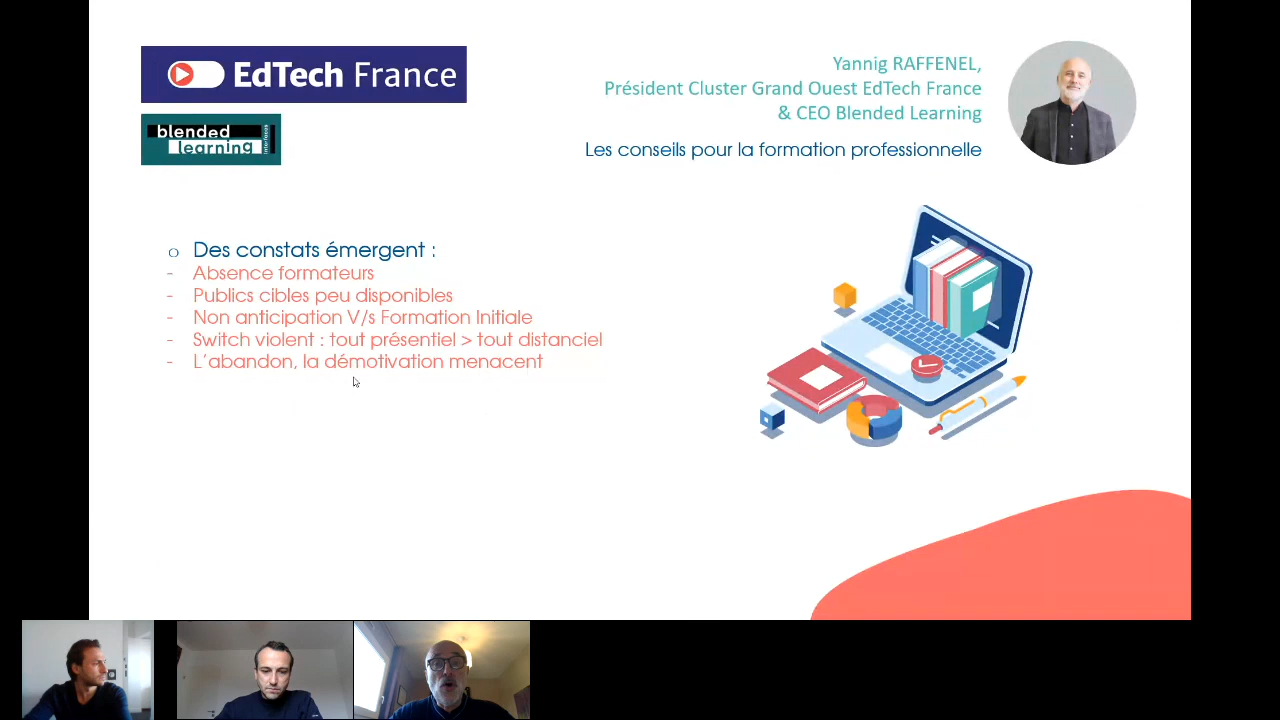 EdTech France
blended
learning
Yannig RAFFENEL,
Président Cluster Grand Ouest EdTech France
& CEO Blended Learning
Les conseils pour la formation professionnelle
o Des constats émergent :
- Absence formateurs
- Publics cibles peu disponibles
- Non anticipation V/s Formation Initiale
- Switch violent : tout présentiel > tout distanciel
- L'abandon, la démotivation menacent